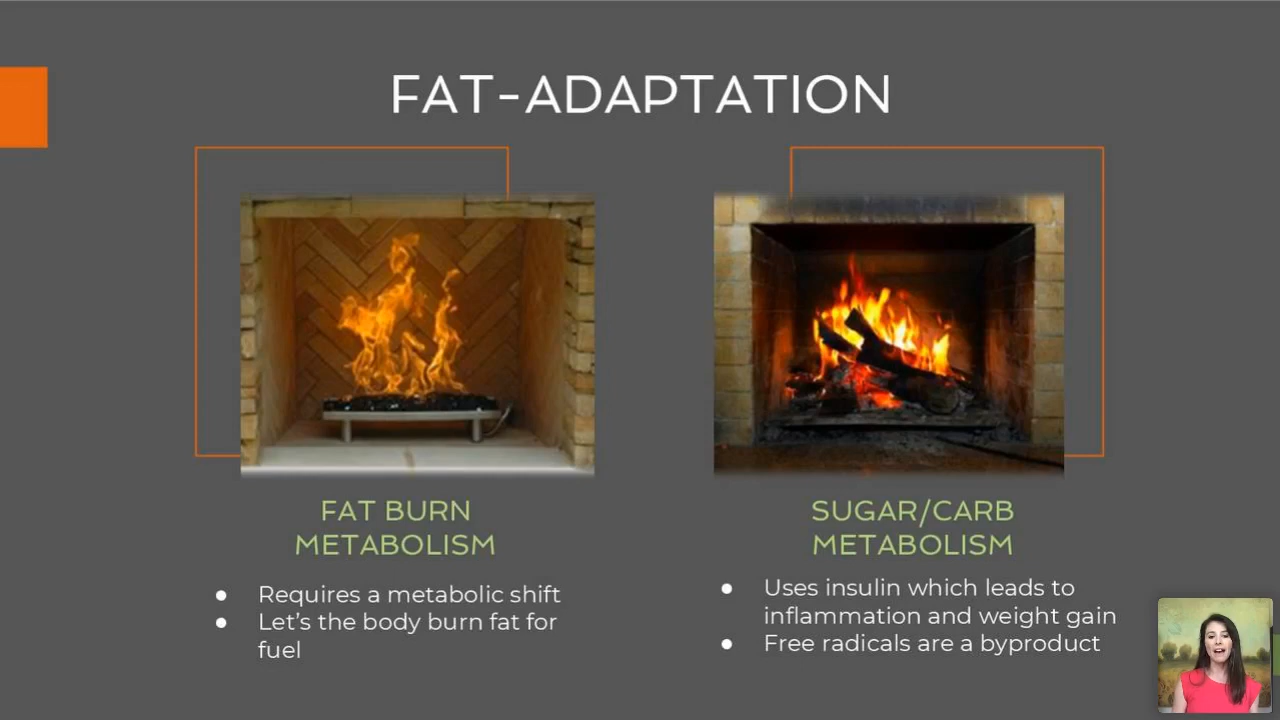 FAT-ADAPTATION
FAT BURN
METABOLISM
● Requires a metabolic shift
● Let's the body burn fat for
fuel
SUGAR/CARB
METABOLISM
● Uses insulin which leads to
inflammation and weight gain
● Free radicals are a byproduct